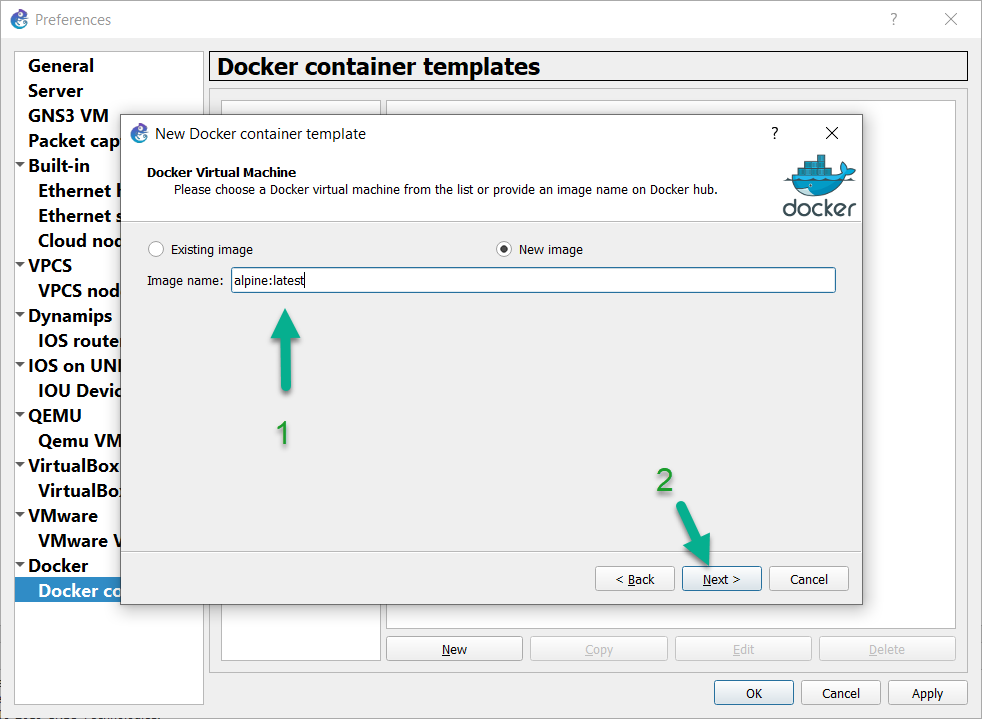 Preferences
?
General
Server
GNS3 VM
Packet cap
Built-in
Ethernet
Ethernet s
Cloud nod
VPCS
VPCS nod
Dynamips
IOS route
IOS on UNI
IOU Devic
QEMU
Qemu VM
VirtualBox
VirtualBox
VMware
VMware V
Docker
Docker co
Docker container templates
New Docker container template
?
Docker Virtual Machine
Please choose a Docker virtual machine from the list or provide an image name on Docker hub.
docker
Existing image
New image
Image name: alpine:latest
1
2
< Back
Next >
Cancel
New
Copy
Edit
Delete
OK
Cancel
Apply